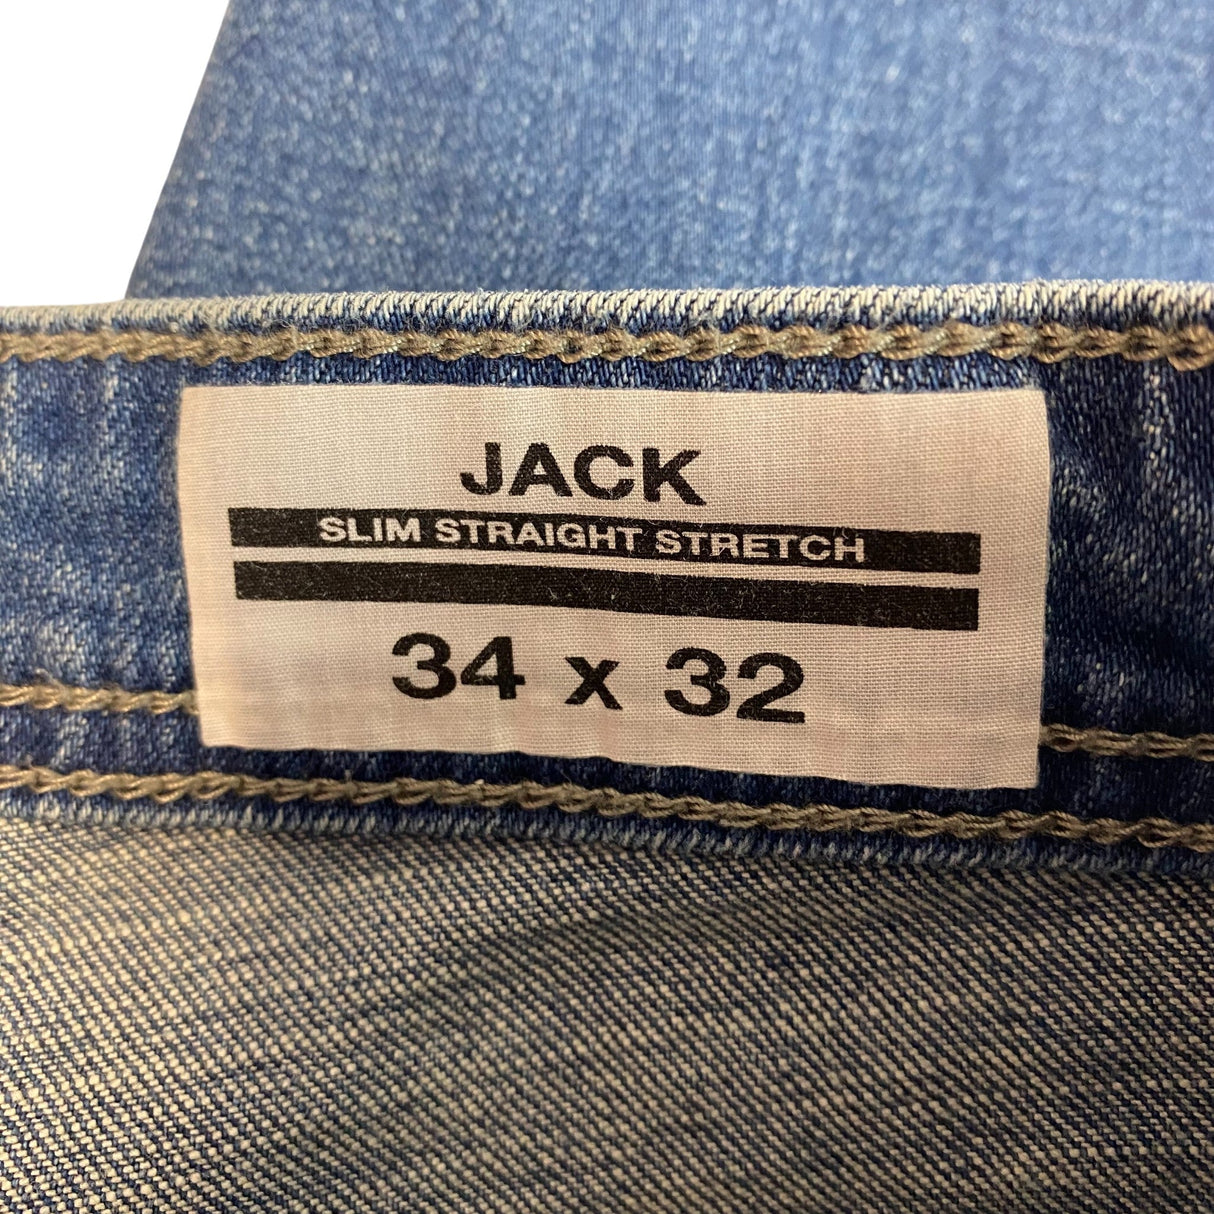 JACK
SLIM STRAIGHT STRETCH
34 x 32